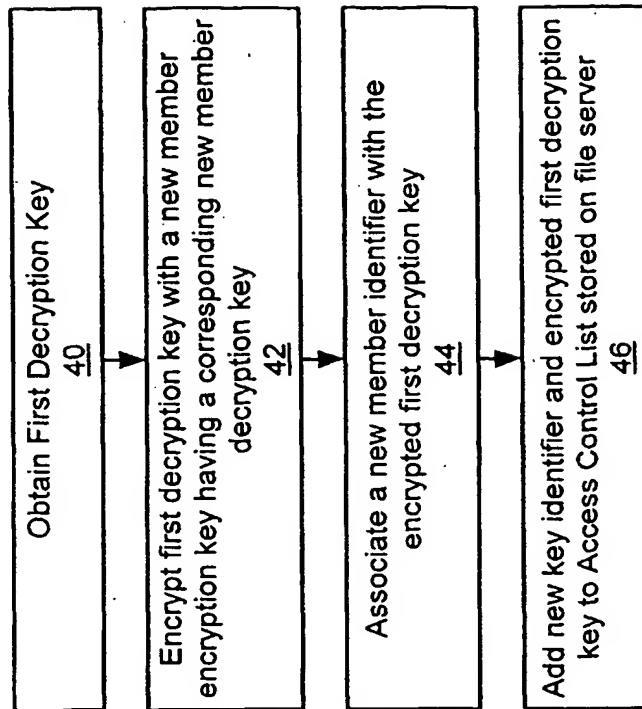 Obtain First Decryption Key
40
Encrypt first decryption key with a new member
encryption key having a corresponding new member
decryption key
42
Associate a new member identifier with the
encrypted first decryption key
44
Add new key identifier and encrypted first decryption
key to Access Control List stored on file server
46